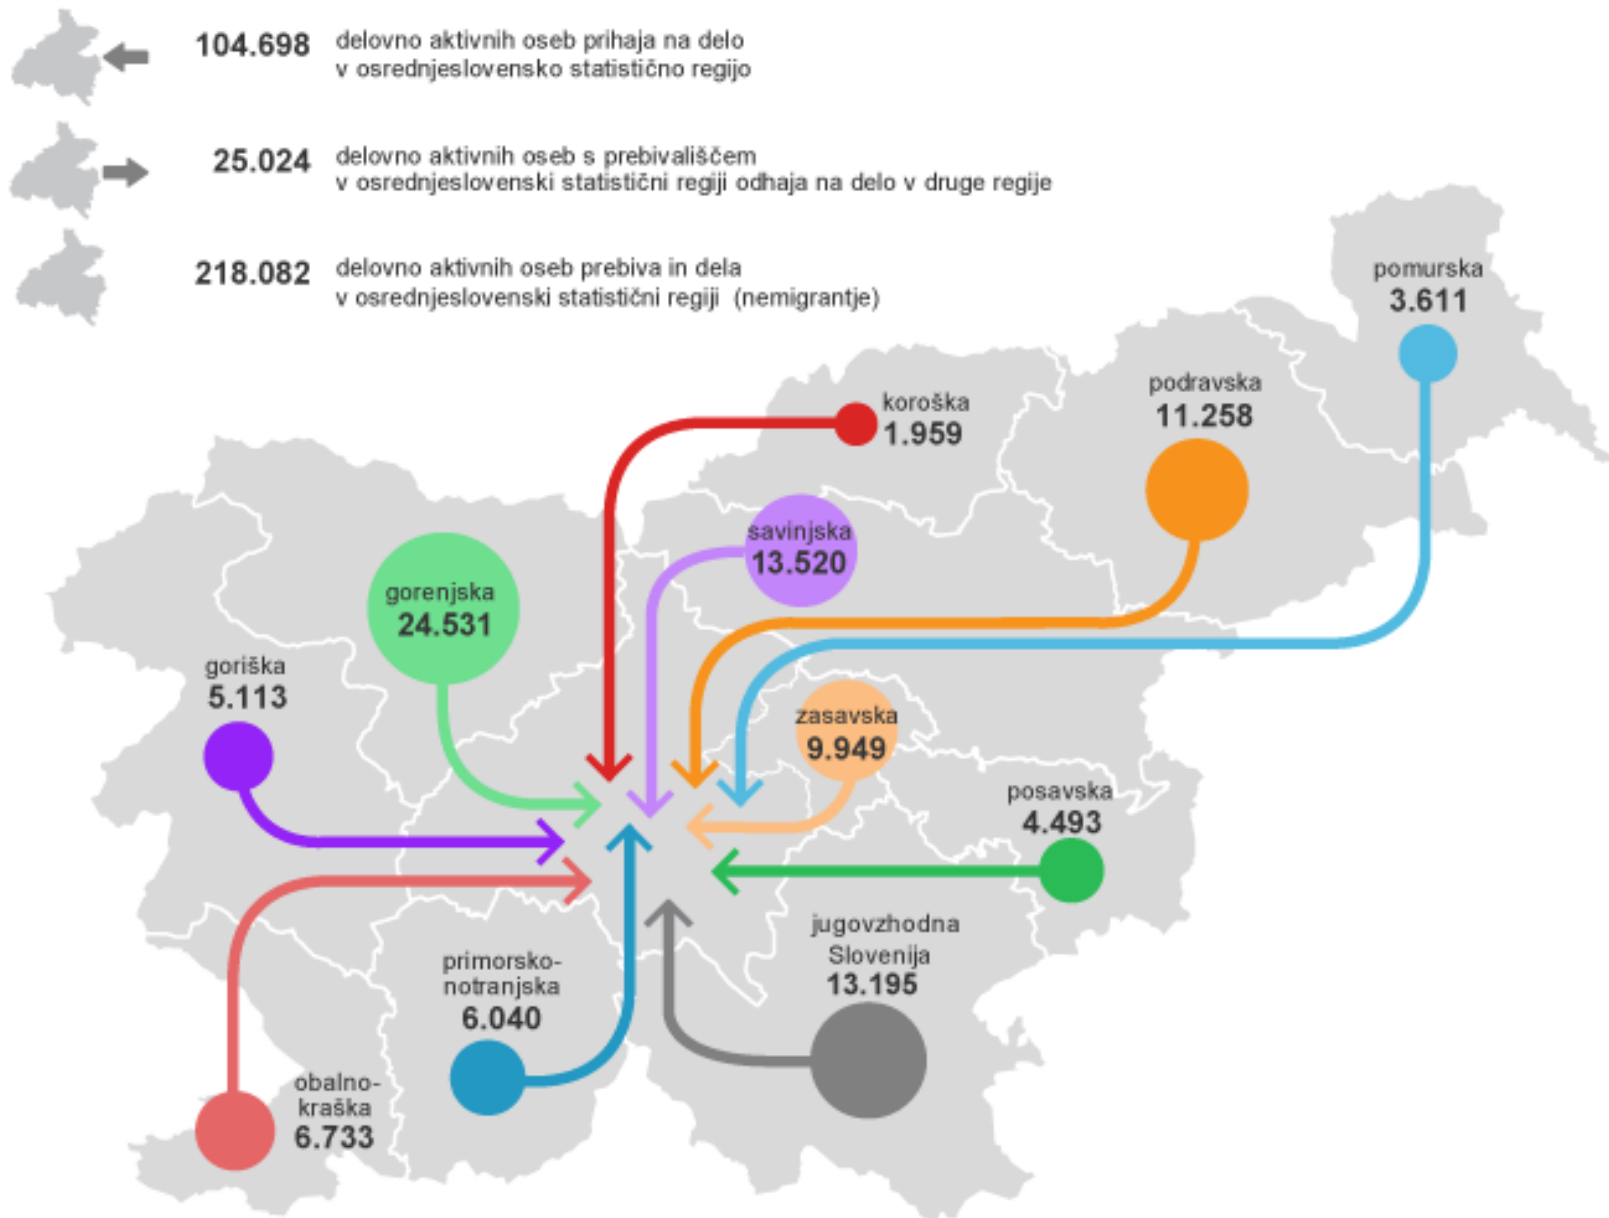 104.698
delovno aktivnih oseb prihaja na delo
v osrednjeslovensko statistično regijo
25.024
delovno aktivnih oseb s prebivališčem
v osrednjeslovenski statistični regiji odhaja na delo v druge regije
218.082
delovno aktivnih oseb prebiva in dela
v osrednjeslovenski statistični regiji (nemigrantje)
pomurska
3.611
podravska
11.258
koroška
1.959
savinjska
13.520
gorenjska
24.531
goriška
5.113
zasavska
9.949
posavska
4.493
jugovzhodna
Slovenija
13.195
primorsko-
notranjska
6.040
obalno-
kraška
6.733